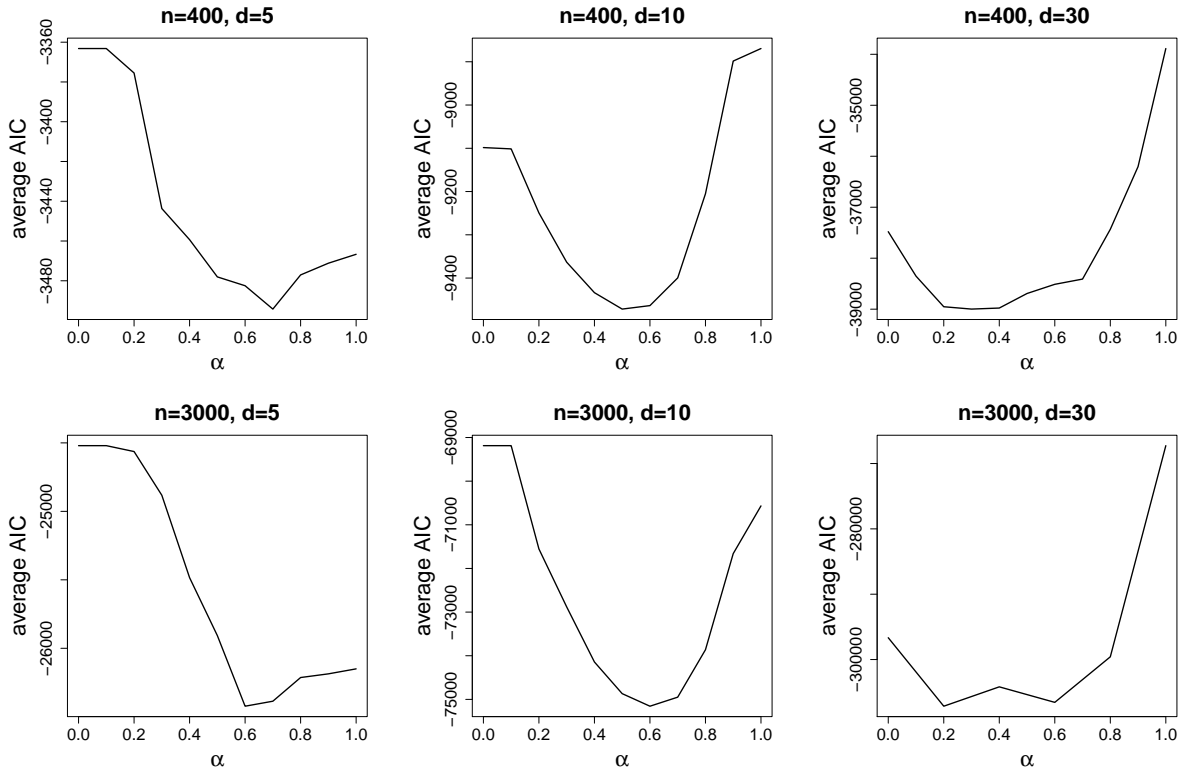 n=400, d=5
average AIC
−3360
−3400
−3440
−3480
0.0 0.2 0.4 0.6 0.8 1.0
α
n=400, d=10
average AIC
−9000
−9200
−9400
0.0 0.2 0.4 0.6 0.8 1.0
α
n=400, d=30
average AIC
−35000
−37000
−39000
0.0 0.2 0.4 0.6 0.8 1.0
α
n=3000, d=5
average AIC
−25000
−26000
0.0 0.2 0.4 0.6 0.8 1.0
α
n=3000, d=10
average AIC
−69000
−71000
−73000
−75000
0.0 0.2 0.4 0.6 0.8 1.0
α
n=3000, d=30
average AIC
−280000
−300000
0.0 0.2 0.4 0.6 0.8 1.0
α